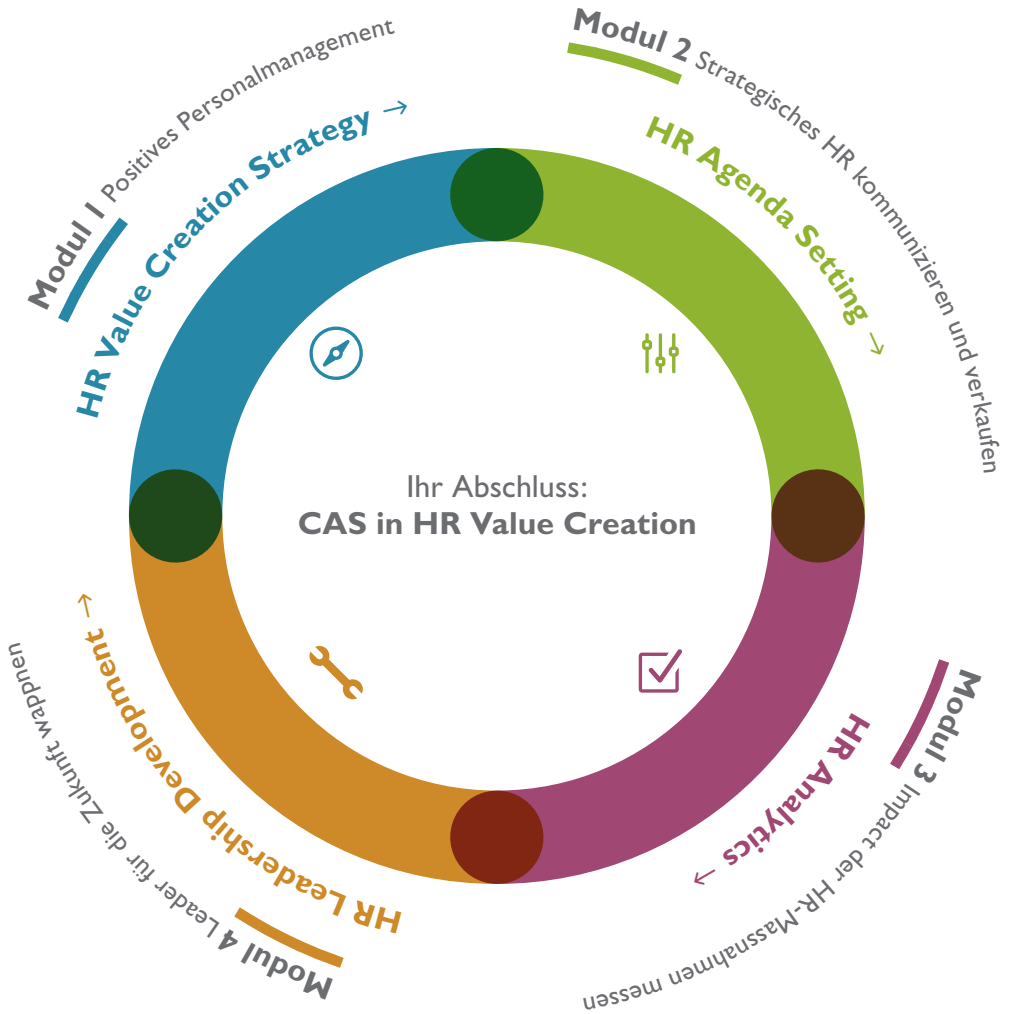 Modul 1 Positives Personalmanagement
HR Value Creation Strategy →
Modul 2 Strategisches HR kommunizieren und verkaufen
HR Agenda Setting →
Ihr Abschluss:
CAS in HR Value Creation
Modul 3 Impact der HR-Massnahmen messen
HR Analytics →
Modul 4 Leader für die Zukunft wappnen
HR Leadership Development →